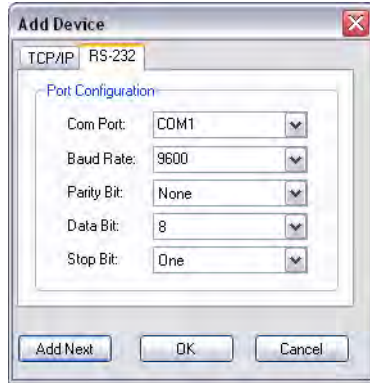 Add Device
TCP/IP RS-232
Port Configuration
Com Port: COM1
Baud Rate: 9600
Parity Bit: None
Data Bit: 8
Stop Bit: One
Add Next OK Cancel